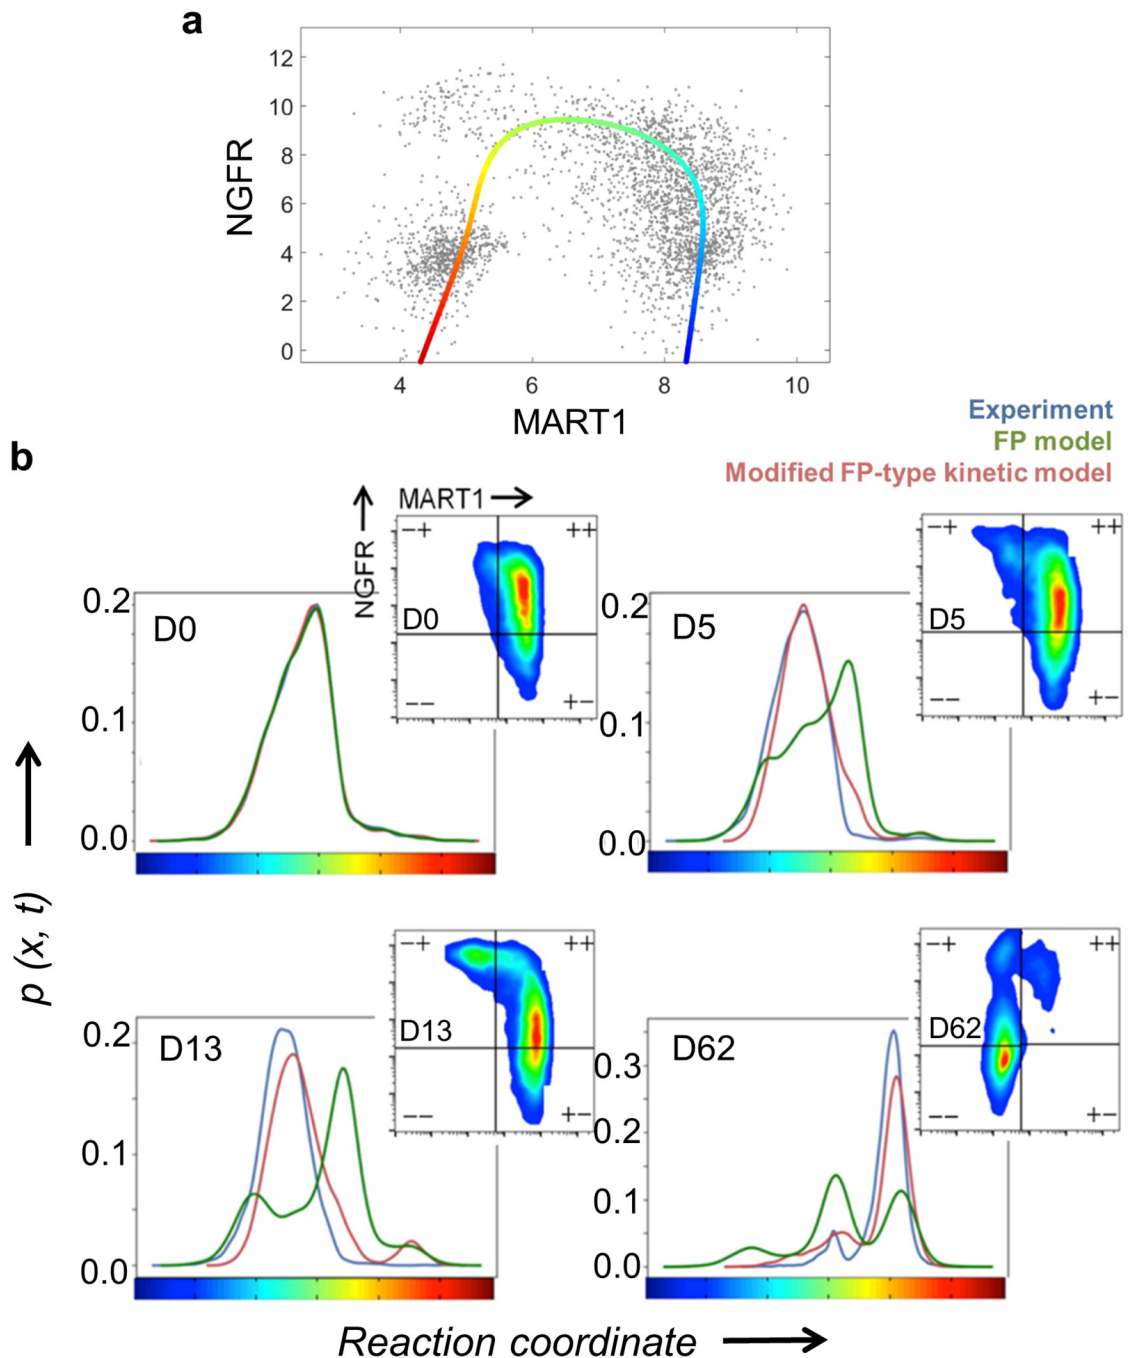 a
NGFR
12
10
8
6
4
2
0
4 6 8 10
MART1
Experiment
FP model
Modified FP-type kinetic model
b
MART1
NGFR
−+ ++
D0
−− +−
−+ ++
D5
−− +−
0.2
0.1
0.0
D0
0.2
0.1
0.0
D5
p (x, t)
−+ ++
D13
−− +−
−+ ++
D62
−− +−
0.2
0.1
0.0
D13
0.3
0.2
0.1
0.0
D62
Reaction coordinate